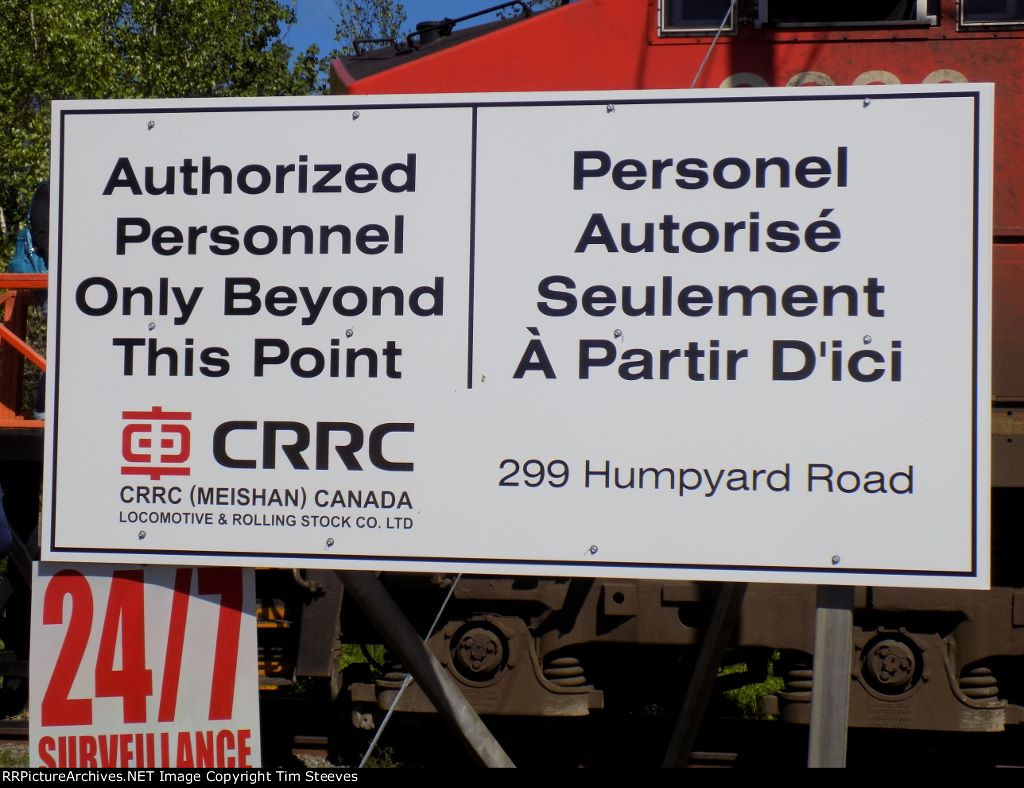 Authorized
Personnel
Only Beyond
This Point
Personel
Autorisé
Seulement
À Partir D'ici
CRRC
CRRC (MEISHAN) CANADA
LOCOMOTIVE & ROLLING STOCK CO. LTD
299 Humpyard Road
24/7
SURVEILLANCE
RRPictureArchives.NET Image Copyright Tim Steeves